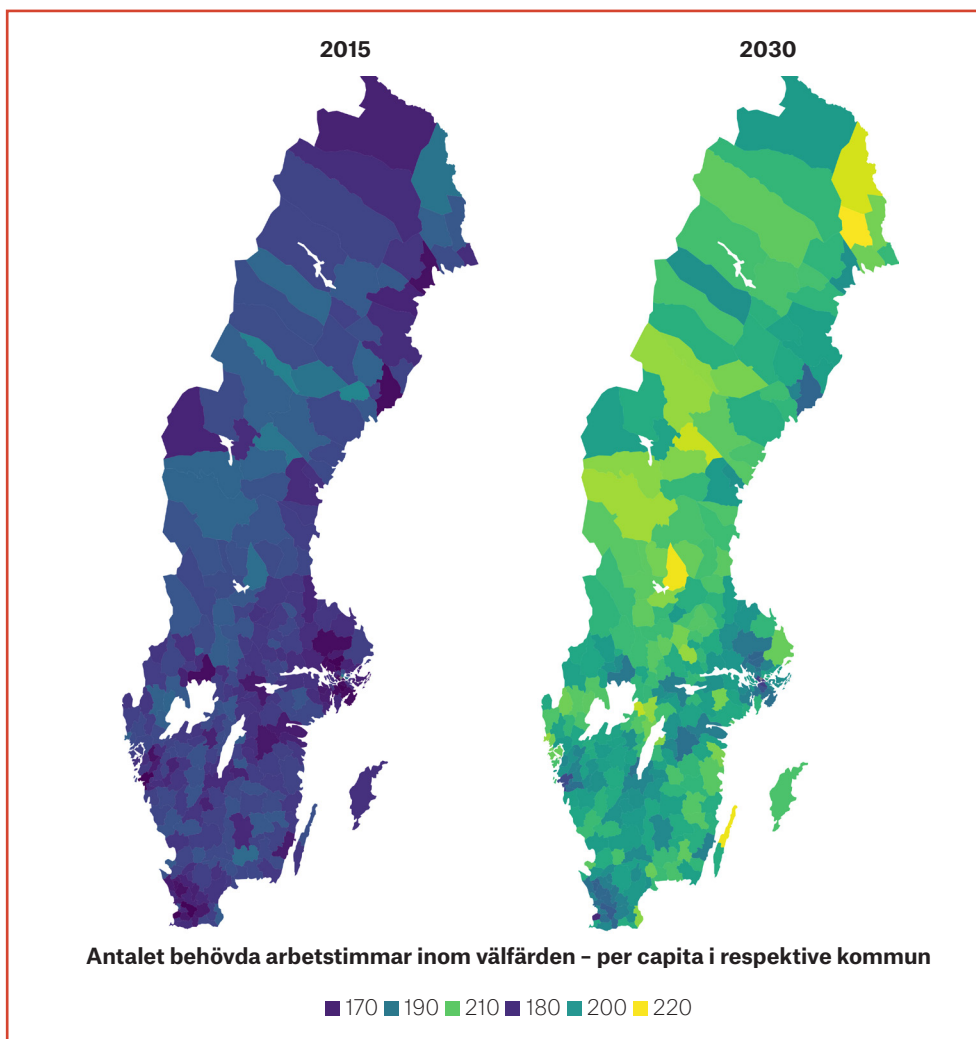 2015
2030
Antalet behövda arbetstimmar inom välfärden – per capita i respektive kommun
170 190 210 180 200 220